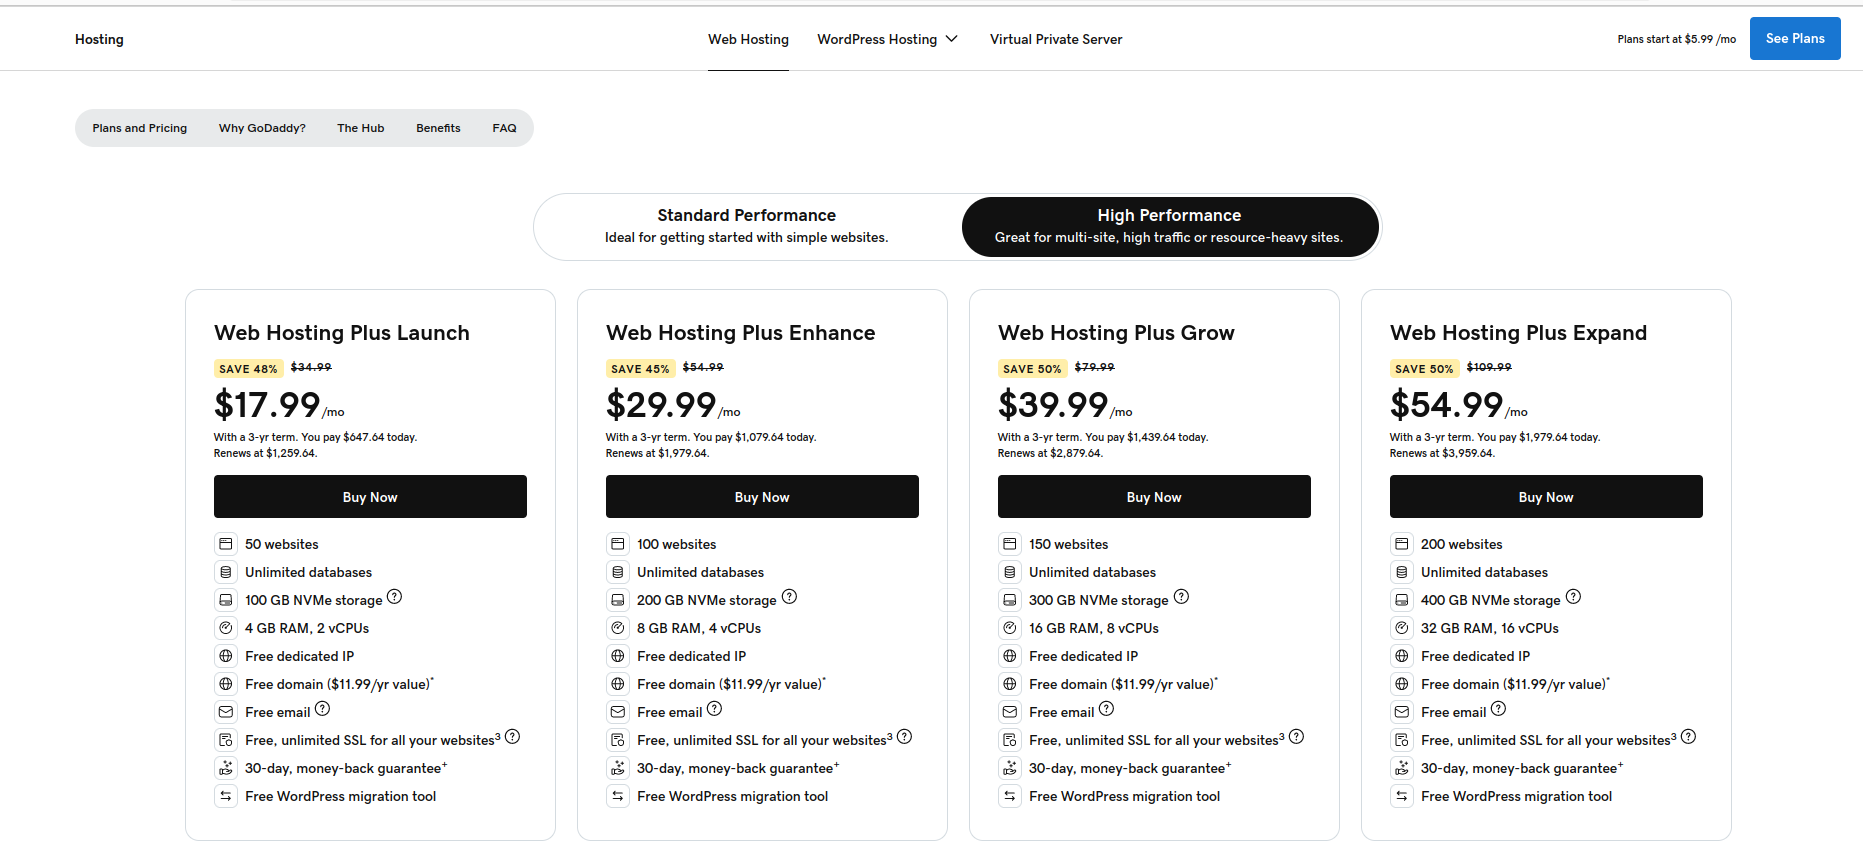 Hosting
Web Hosting
WordPress Hosting
Virtual Private Server
Plans start at $5.99 /mo
See Plans
Plans and Pricing
Why GoDaddy?
The Hub
Benefits
FAQ
Standard Performance
Ideal for getting started with simple websites.
High Performance
Great for multi-site, high traffic or resource-heavy sites.
Web Hosting Plus Launch
SAVE 48% $34.99
$17.99/mo
With a 3-yr term. You pay $647.64 today.
Renews at $1,259.64.
Buy Now
50 websites
Unlimited databases
100 GB NVMe storage
4 GB RAM, 2 vCPUs
Free dedicated IP
Free domain ($11.99/yr value)*
Free email
Free, unlimited SSL for all your websites³
30-day, money-back guarantee+
Free WordPress migration tool
Web Hosting Plus Enhance
SAVE 45% $54.99
$29.99/mo
With a 3-yr term. You pay $1,079.64 today.
Renews at $1,979.64.
Buy Now
100 websites
Unlimited databases
200 GB NVMe storage
8 GB RAM, 4 vCPUs
Free dedicated IP
Free domain ($11.99/yr value)*
Free email
Free, unlimited SSL for all your websites³
30-day, money-back guarantee+
Free WordPress migration tool
Web Hosting Plus Grow
SAVE 50% $79.99
$39.99/mo
With a 3-yr term. You pay $1,439.64 today.
Renews at $2,879.64.
Buy Now
150 websites
Unlimited databases
300 GB NVMe storage
16 GB RAM, 8 vCPUs
Free dedicated IP
Free domain ($11.99/yr value)*
Free email
Free, unlimited SSL for all your websites³
30-day, money-back guarantee+
Free WordPress migration tool
Web Hosting Plus Expand
SAVE 50% $109.99
$54.99/mo
With a 3-yr term. You pay $1,979.64 today.
Renews at $3,959.64.
Buy Now
200 websites
Unlimited databases
400 GB NVMe storage
32 GB RAM, 16 vCPUs
Free dedicated IP
Free domain ($11.99/yr value)*
Free email
Free, unlimited SSL for all your websites³
30-day, money-back guarantee+
Free WordPress migration tool